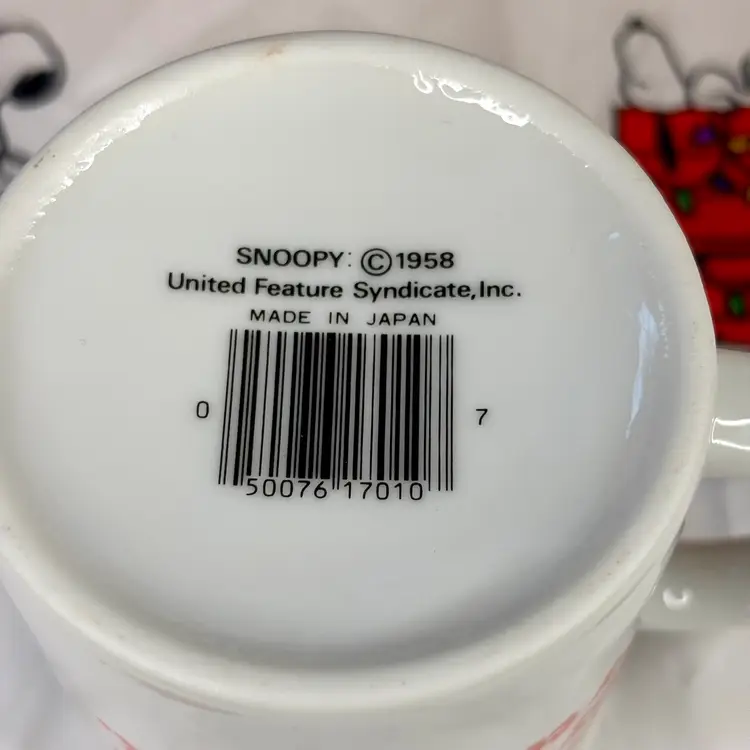 SNOOPY: ©1958
United Feature Syndicate, Inc.
MADE IN JAPAN
0 50076 17010 7